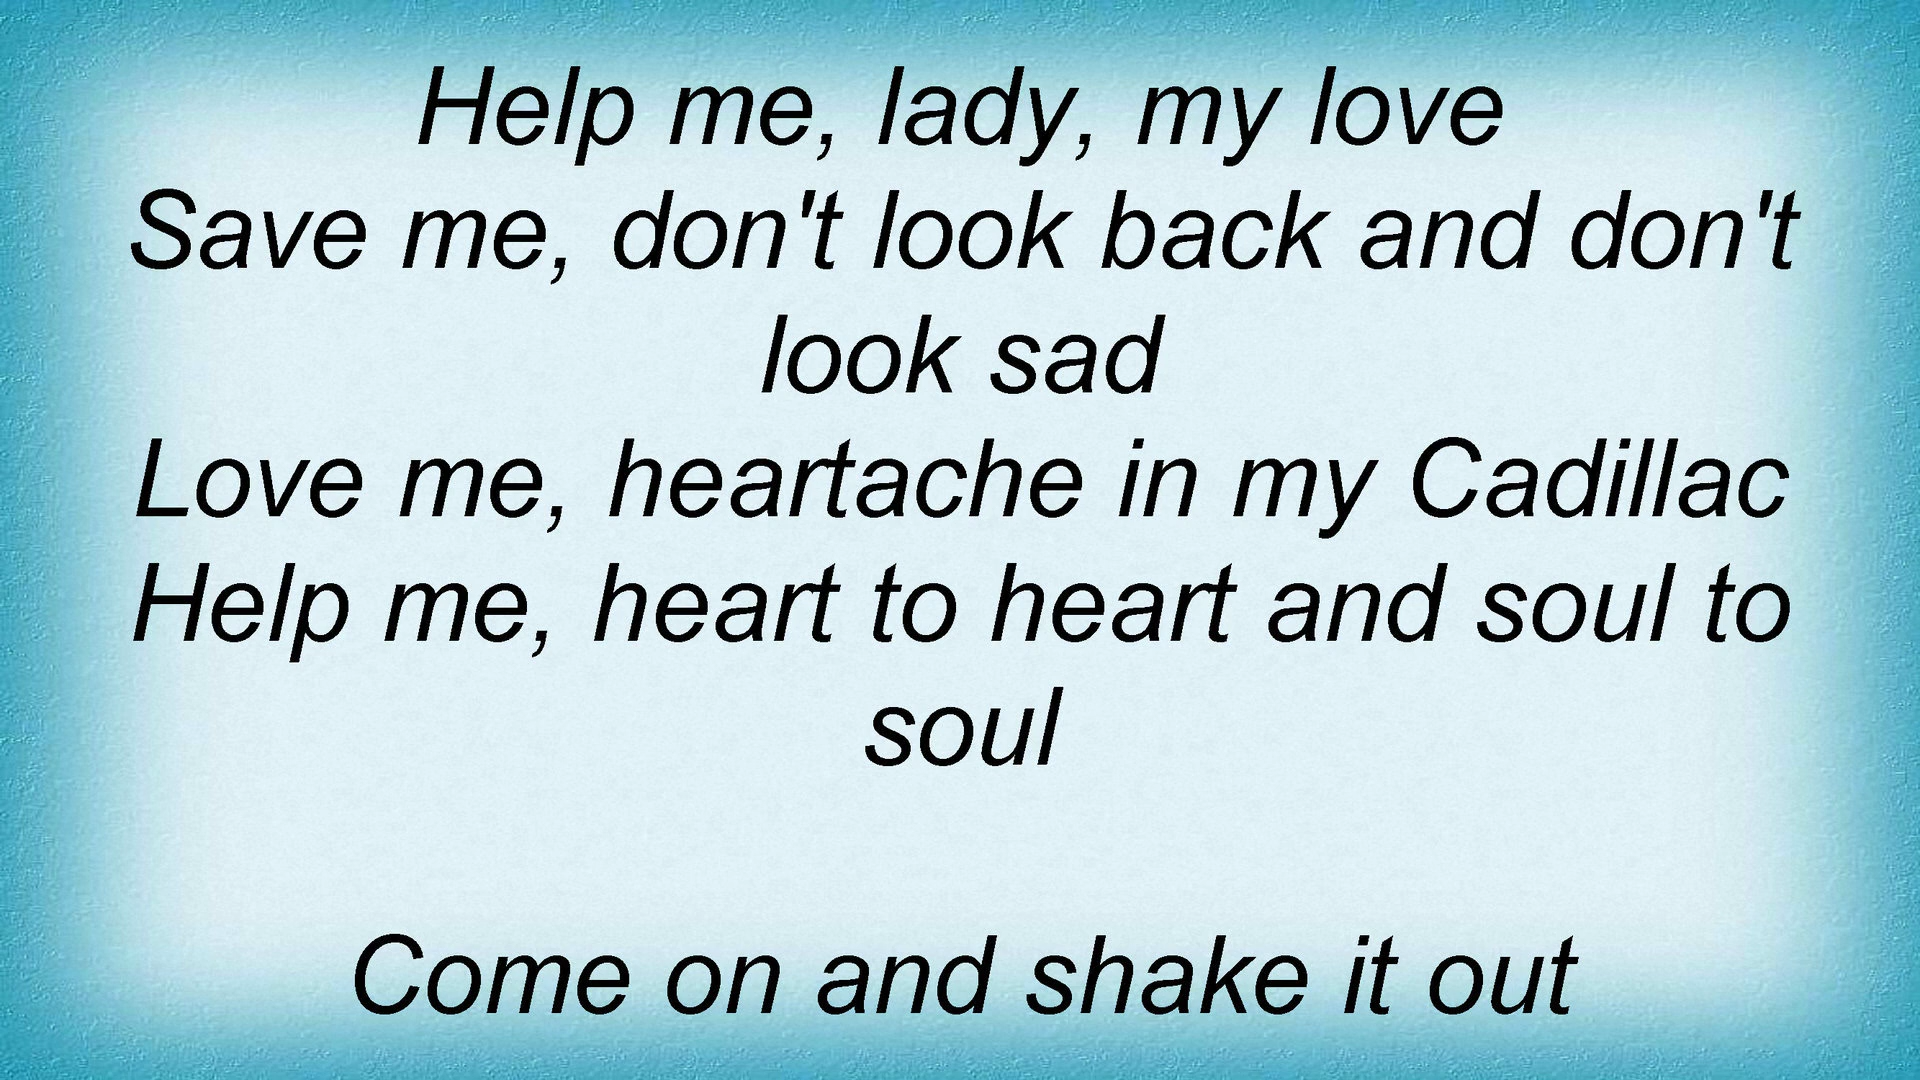 Help me, lady, my love
Save me, don't look back and don't
look sad
Love me, heartache in my Cadillac
Help me, heart to heart and soul to
soul
Come on and shake it out